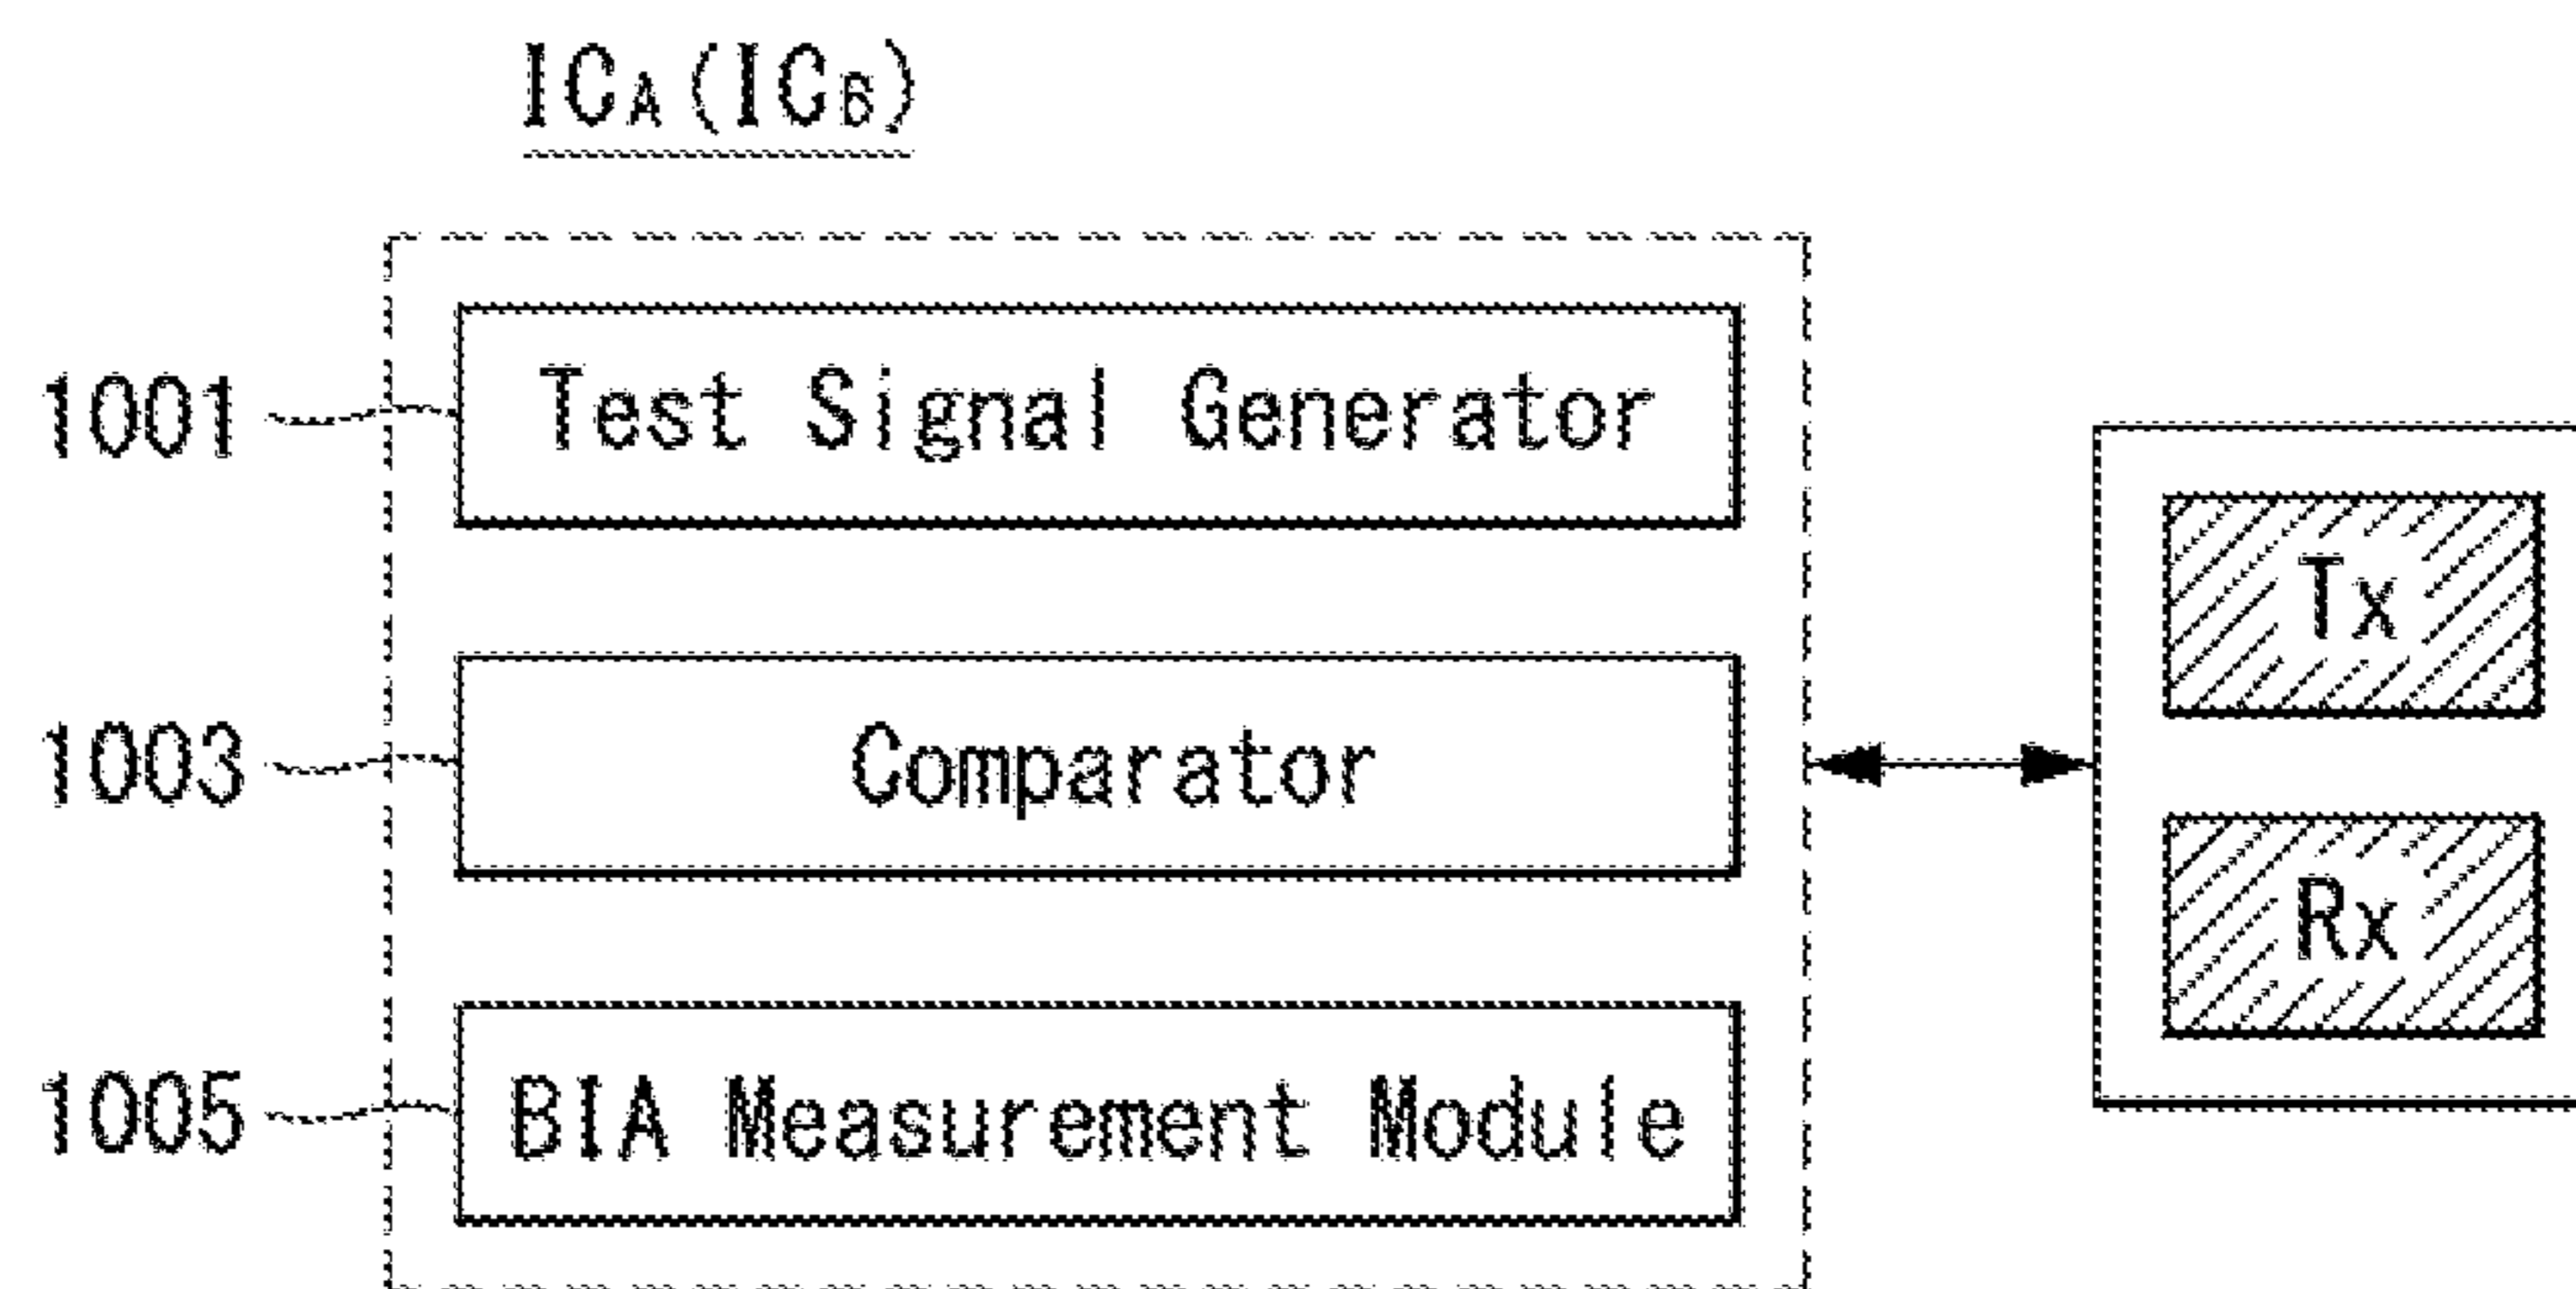 ICA(ICB)
1001 Test Signal Generator
Tx
1003 Comparator
Rx
1005 BIA Measurement Module